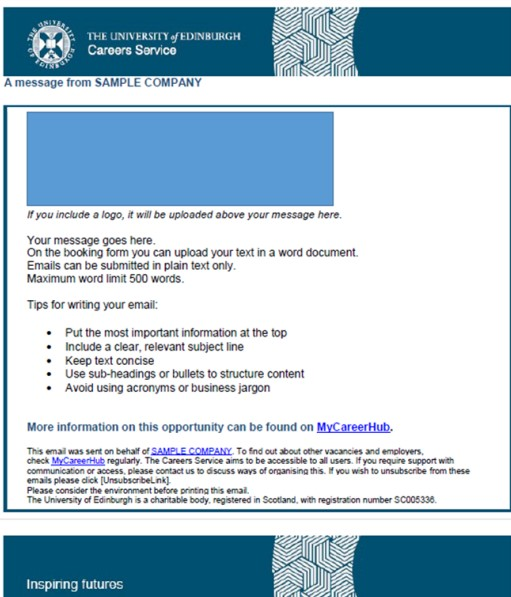 THE UNIVERSITY of EDINBURGH
Careers Service
A message from SAMPLE COMPANY
If you include a logo, it will be uploaded above your message here.
Your message goes here.
On the booking form you can upload your text in a word document.
Emails can be submitted in plain text only.
Maximum word limit 500 words.
Tips for writing your email:
• Put the most important information at the top
• Include a clear, relevant subject line
• Keep text concise
• Use sub-headings or bullets to structure content
• Avoid using acronyms or business jargon
More information on this opportunity can be found on MyCareerHub.
This email was sent on behalf of SAMPLE COMPANY. To find out about other vacancies and employers,
check MyCareerHub regularly. The Careers Service aims to be accessible to all users. If you require support with
communication or access, please contact us to discuss ways of organising this. If you wish to unsubscribe from these
emails please click [UnsubscribeLink].
Please consider the environment before printing this email.
The University of Edinburgh is a charitable body, registered in Scotland, with registration number SC005336.
Inspiring futures